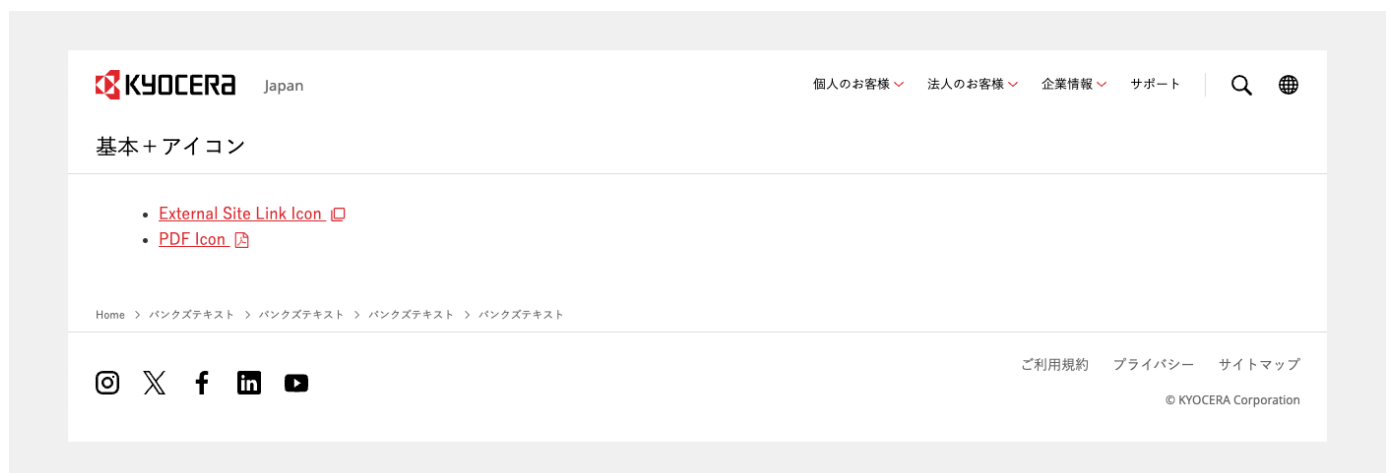 KYOCERA Japan 個人のお客様 法人のお客様 企業情報 サポート
基本+アイコン
External Site Link Icon
PDF Icon
Home > パンクズテキスト > パンクズテキスト > パンクズテキスト > パンクズテキスト
ご利用規約 プライバシー サイトマップ
© KYOCERA Corporation